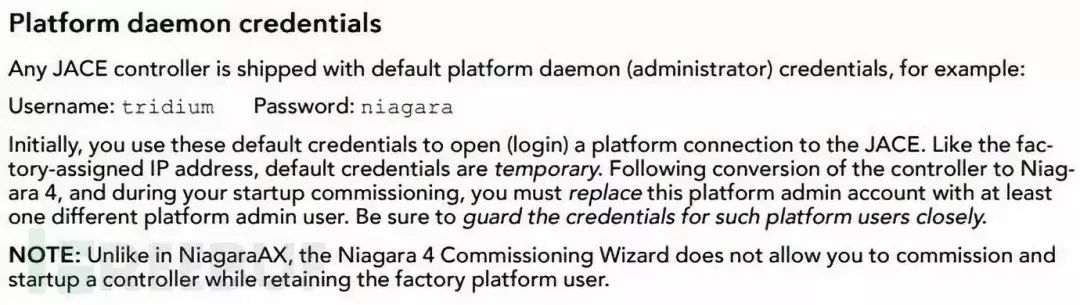 Platform daemon credentials
Any JACE controller is shipped with default platform daemon (administrator) credentials, for example:
Username: tridium Password: niagara
Initially, you use these default credentials to open (login) a platform connection to the JACE. Like the fac-
tory-assigned IP address, default credentials are temporary. Following conversion of the controller to Niag-
ara 4, and during your startup commissioning, you must replace this platform admin account with at least
one different platform admin user. Be sure to guard the credentials for such platform users closely.
NOTE: Unlike in NiagaraAX, the Niagara 4 Commissioning Wizard does not allow you to commission and
startup a controller while retaining the factory platform user.